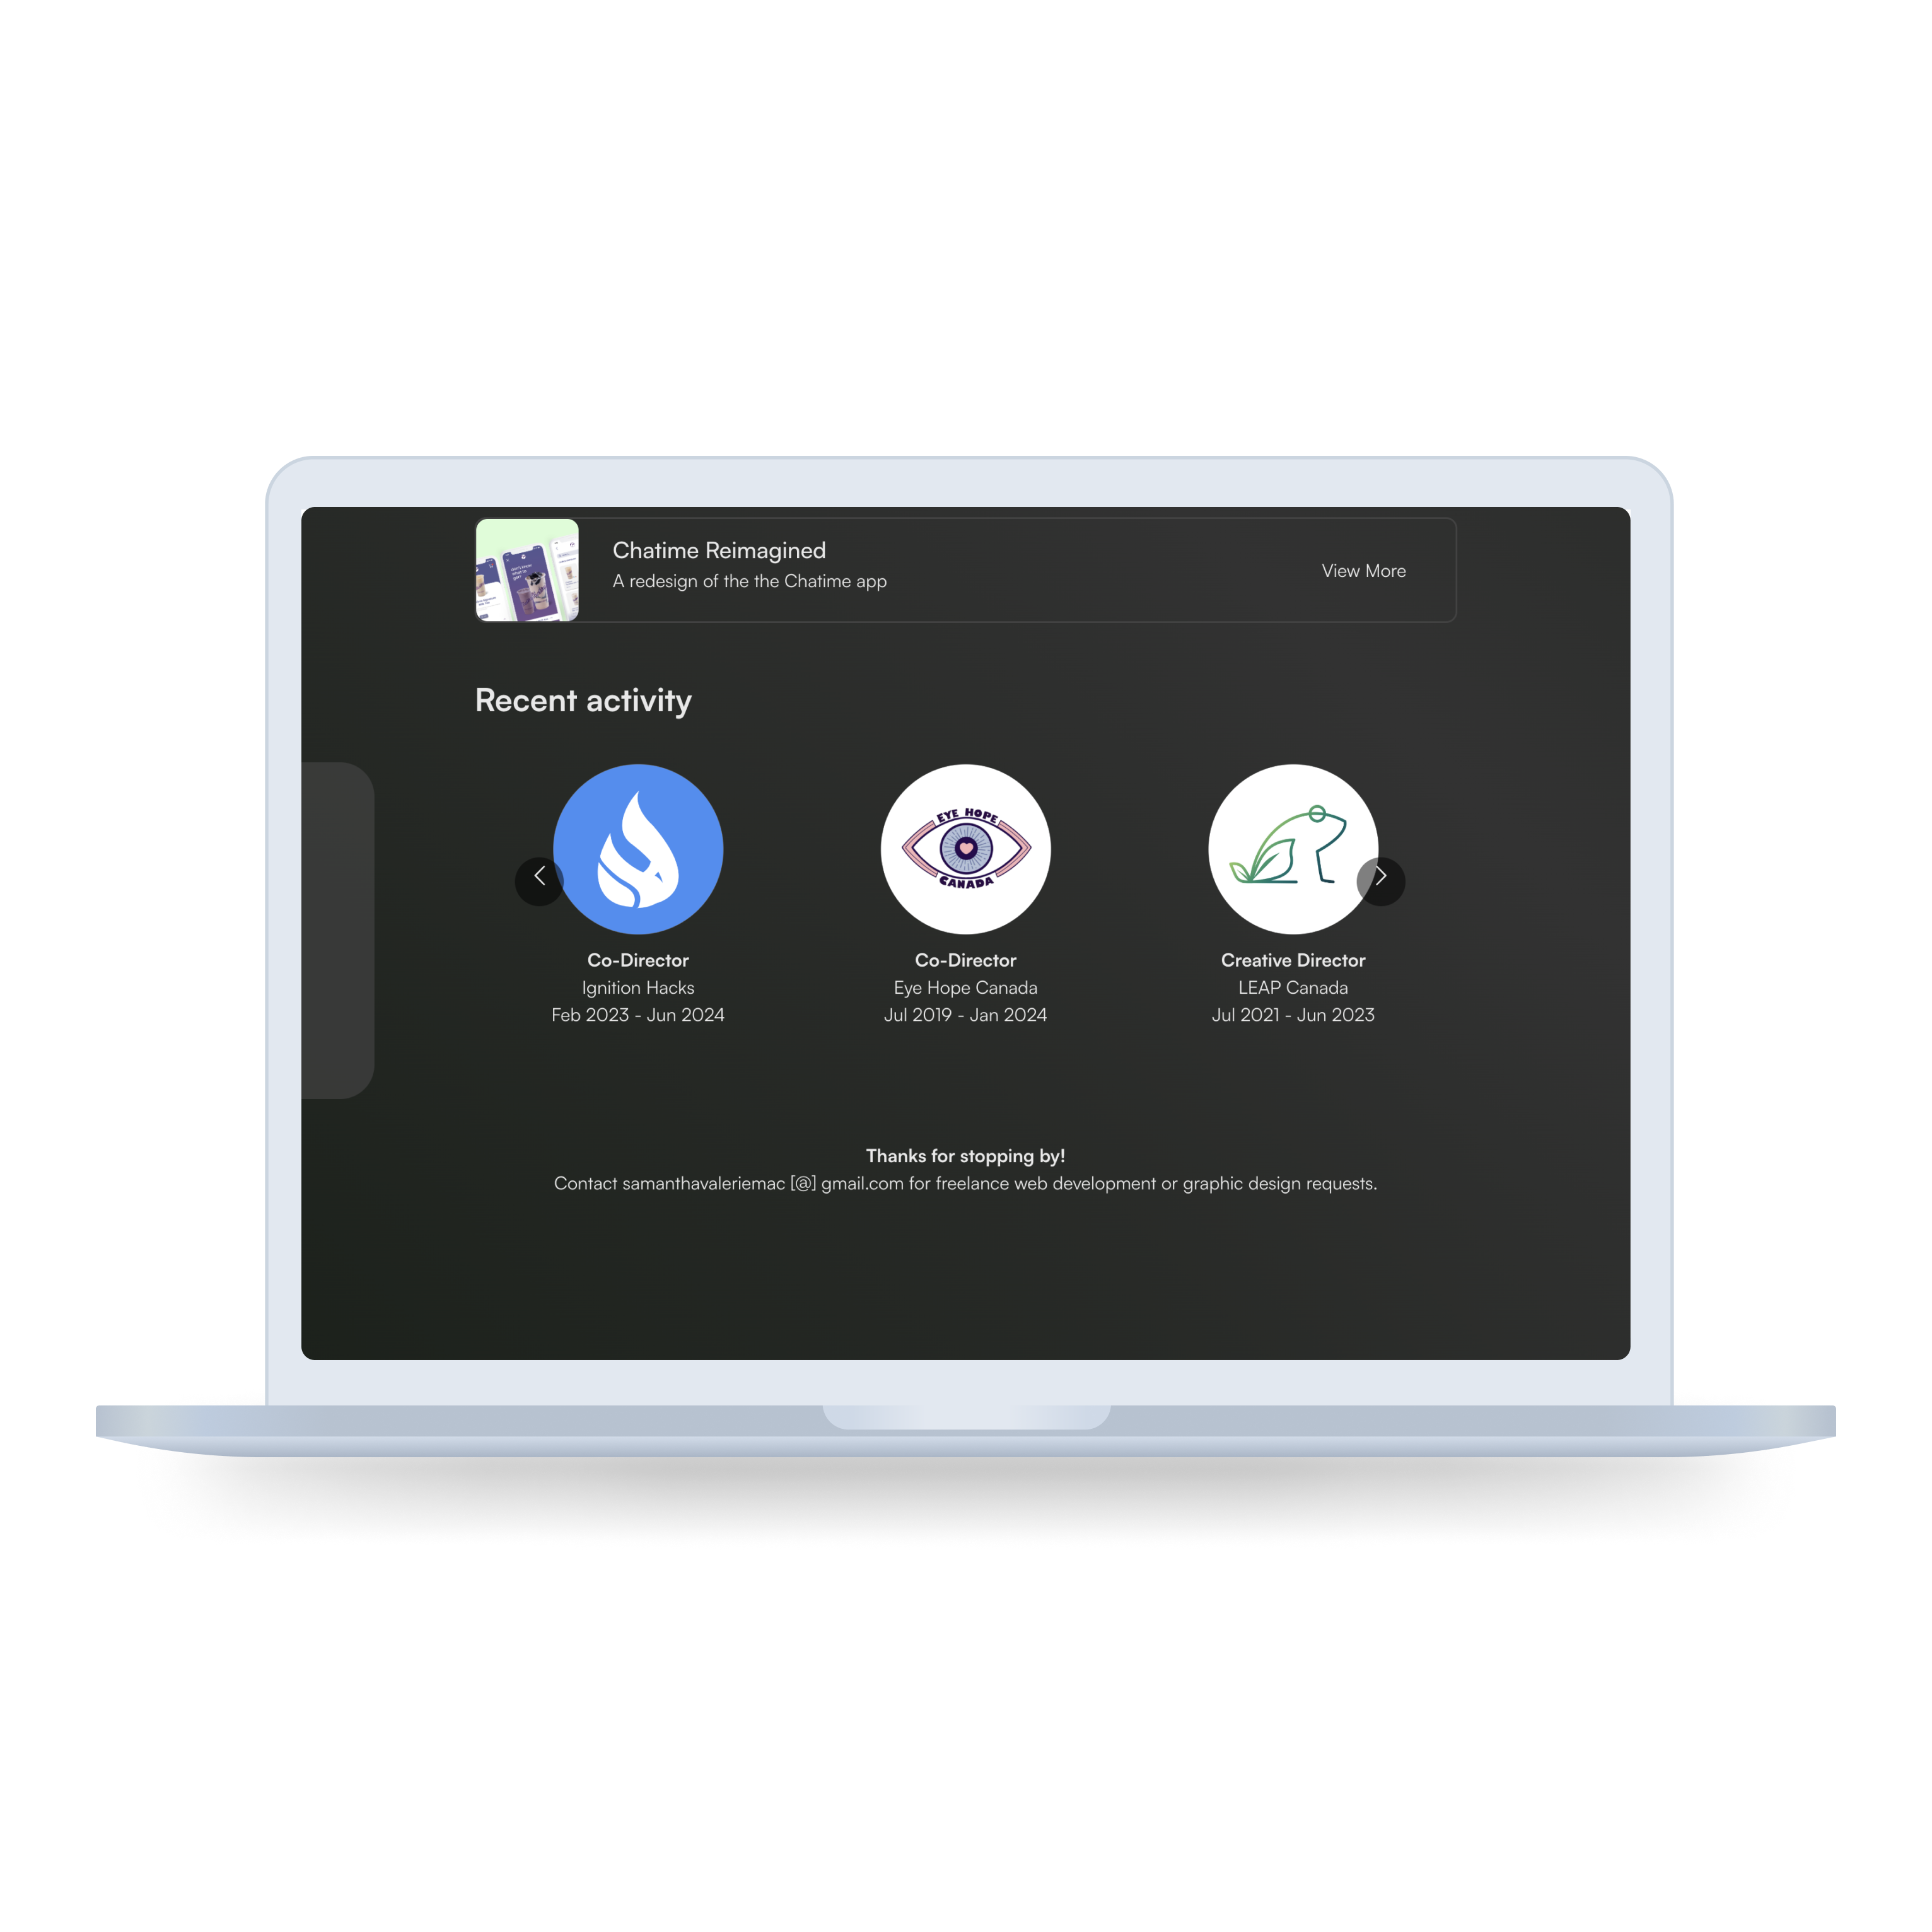 Chatime Reimagined
A redesign of the the Chatime app
View More
Recent activity
EYE HOPE
CANADA
Co-Director
Ignition Hacks
Feb 2023 - Jun 2024
Co-Director
Eye Hope Canada
Jul 2019 - Jan 2024
Creative Director
LEAP Canada
Jul 2021 - Jun 2023
Thanks for stopping by!
Contact samanthavaleriemac [@] gmail.com for freelance web development or graphic design requests.